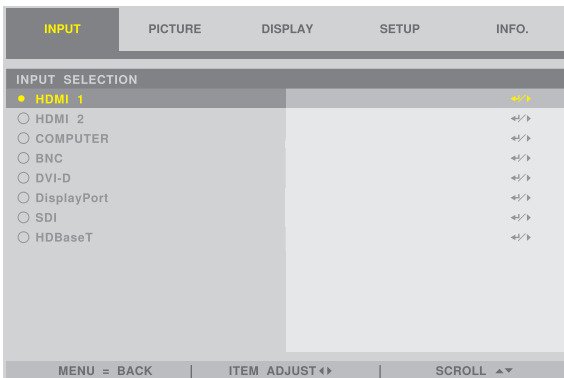 INPUT PICTURE DISPLAY SETUP INFO.
INPUT SELECTION
HDMI 1
HDMI 2
COMPUTER
BNC
DVI-D
DisplayPort
SDI
HDBaseT
MENU = BACK | ITEM ADJUST | SCROLL